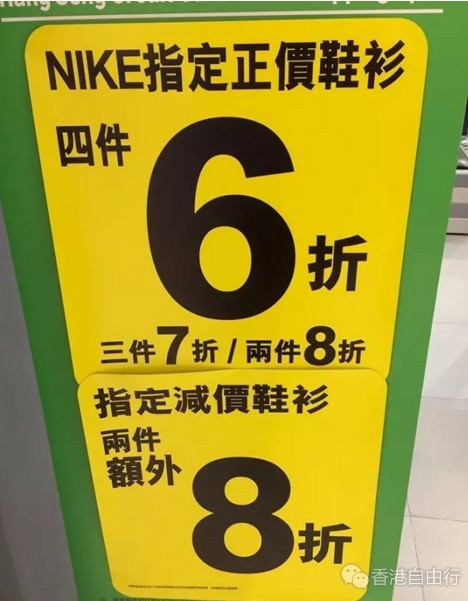 NIKE指定正價鞋衫
四件
6折
三件7折 / 兩件8折
指定減價鞋衫
兩件
額外
8折
香港自由行